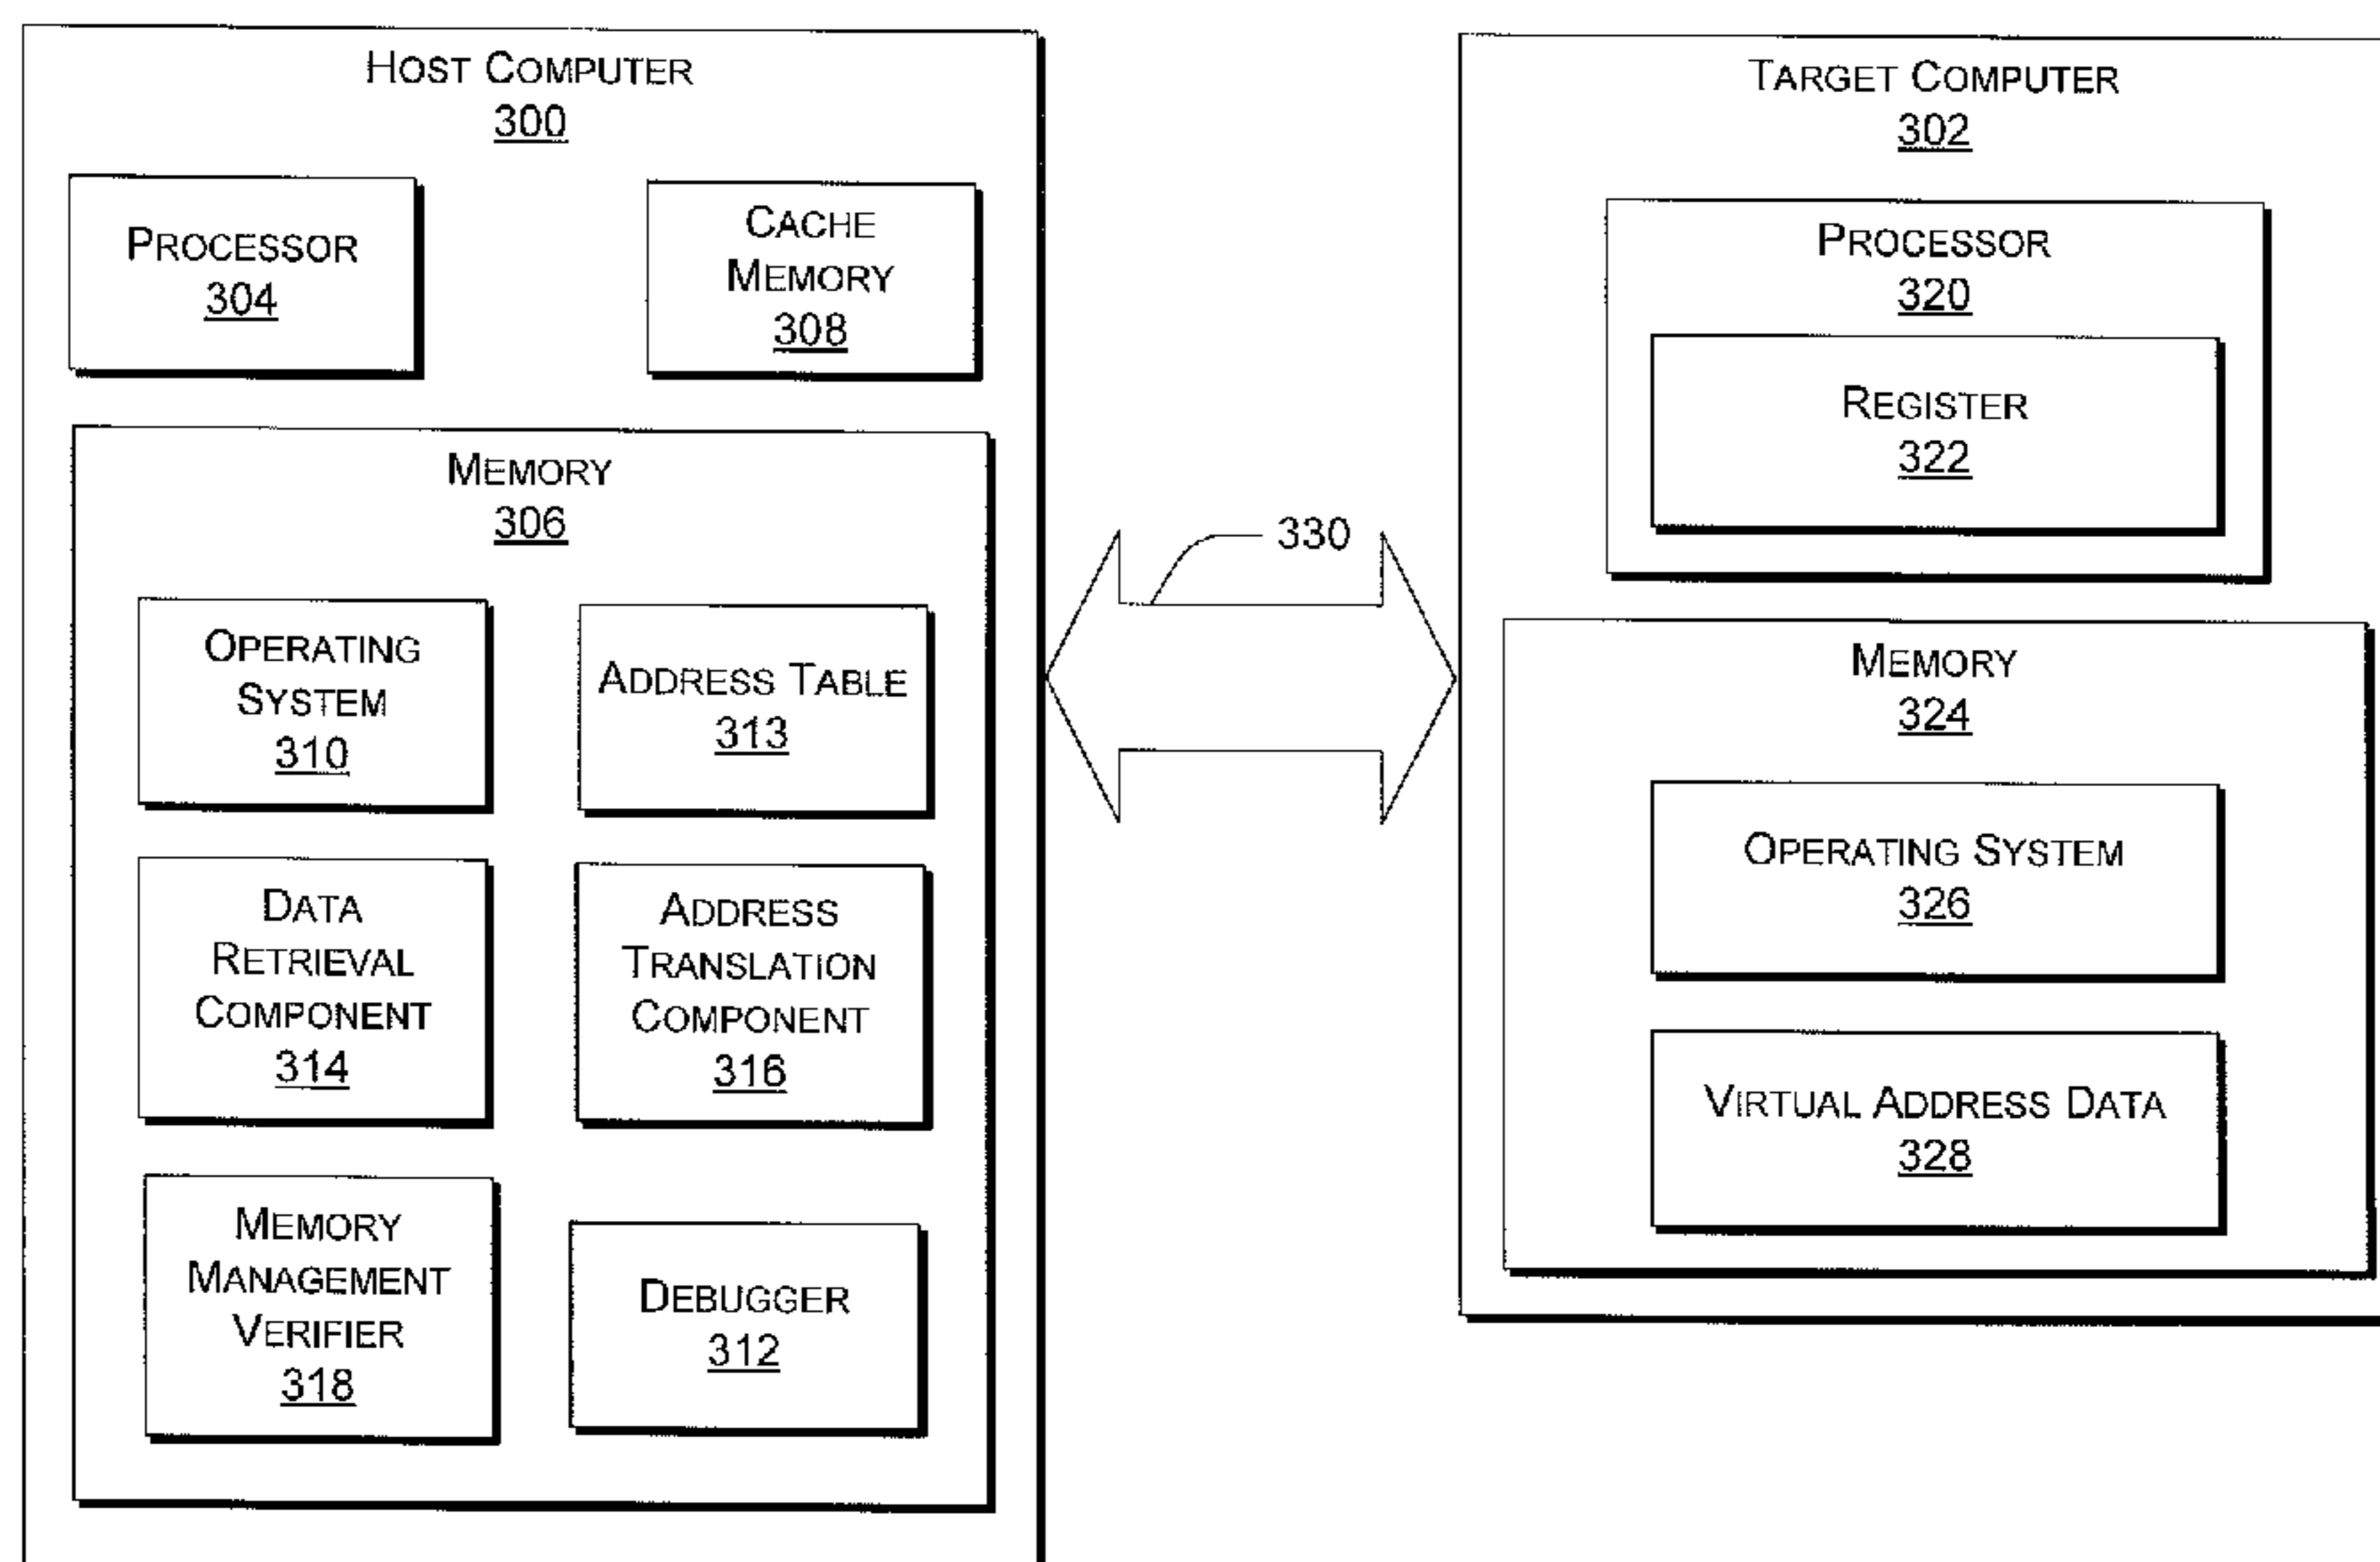 HOST COMPUTER
300
PROCESSOR
304
CACHE
MEMORY
308
MEMORY
306
OPERATING
SYSTEM
310
ADDRESS TABLE
313
DATA
RETRIEVAL
COMPONENT
314
ADDRESS
TRANSLATION
COMPONENT
316
MEMORY
MANAGEMENT
VERIFIER
318
DEBUGGER
312
330
TARGET COMPUTER
302
PROCESSOR
320
REGISTER
322
MEMORY
324
OPERATING SYSTEM
326
VIRTUAL ADDRESS DATA
328